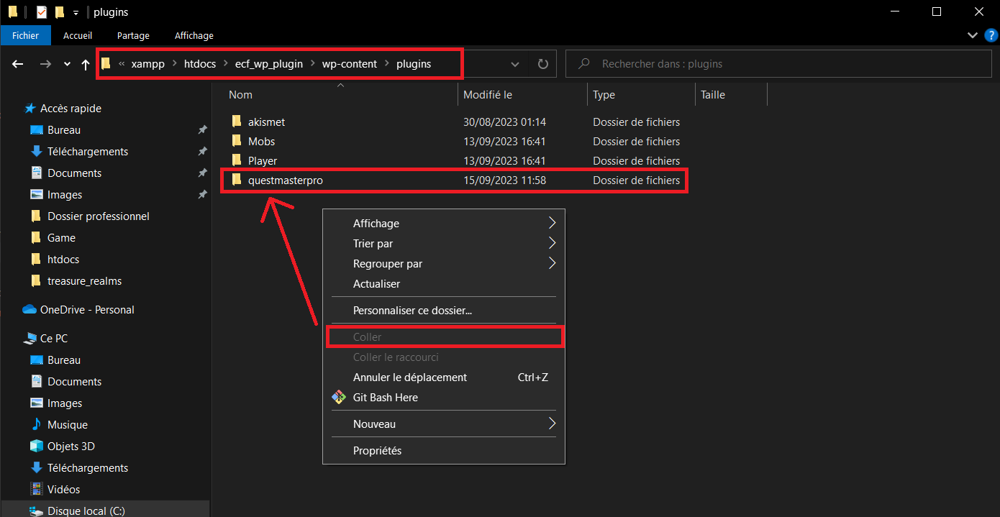 plugins
Fichier Accueil Partage Affichage ?
« xampp > htdocs > ecf_wp_plugin > wp-content > plugins
Rechercher dans : plugins
Accès rapide
Bureau
Téléchargements
Documents
Images
Dossier professionnel
Game
htdocs
treasure_realms
OneDrive - Personal
Ce PC
Bureau
Documents
Images
Musique
Objets 3D
Téléchargements
Vidéos
Disque local (C:)
Nom Modifié le Type Taille
akismet 30/08/2023 01:14 Dossier de fichiers
Mobs 13/09/2023 16:41 Dossier de fichiers
Player 13/09/2023 16:41 Dossier de fichiers
questmasterpro 15/09/2023 11:58 Dossier de fichiers
Affichage
Trier par
Regrouper par
Actualiser
Personnaliser ce dossier...
Coller
Coller le raccourci
Annuler le déplacement Ctrl+Z
Git Bash Here
Nouveau
Propriétés